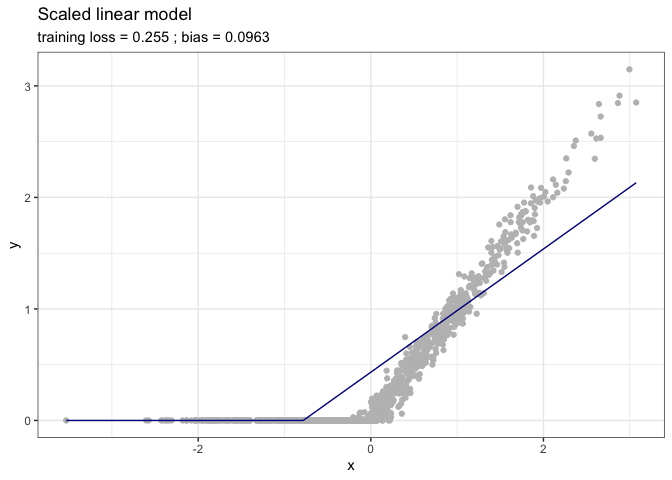 Scaled linear model
training loss = 0.255 ; bias = 0.0963
3
2
1
0
y
-2
0
2
x